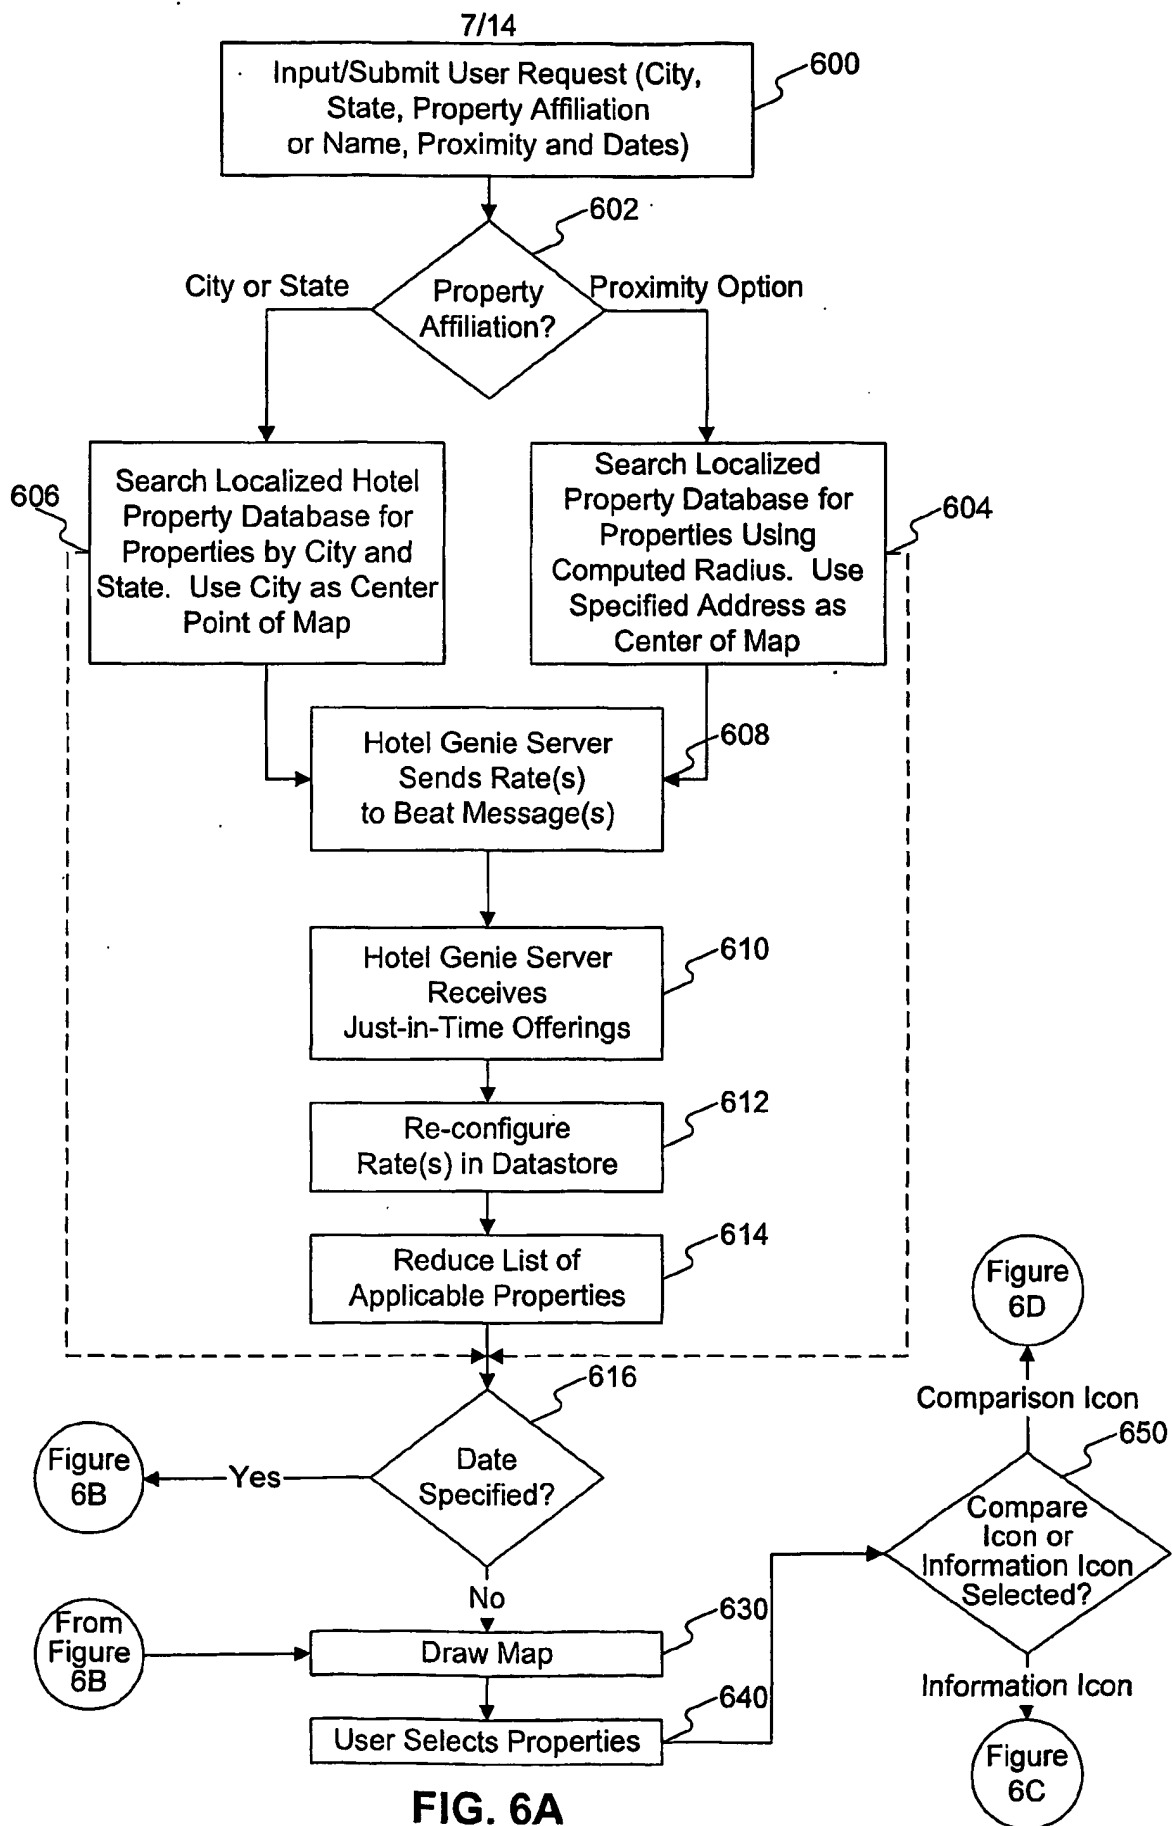 7/14
Input/Submit User Request (City,
State, Property Affiliation
or Name, Proximity and Dates)
600
602
City or State
Property
Affiliation?
Proximity Option
606
Search Localized Hotel
Property Database for
Properties by City and
State. Use City as Center
Point of Map
Search Localized
Property Database for
Properties Using
Computed Radius. Use
Specified Address as
Center of Map
604
Hotel Genie Server
Sends Rate(s)
to Beat Message(s)
608
Hotel Genie Server
Receives
Just-in-Time Offerings
610
Re-configure
Rate(s) in Datastore
612
Reduce List of
Applicable Properties
614
Figure
6D
616
Comparison Icon
650
Figure
6B
Yes
Date
Specified?
Compare
Icon or
Information Icon
Selected?
No
From
Figure
6B
Draw Map
630
Information Icon
User Selects Properties
640
Figure
6C
FIG. 6A